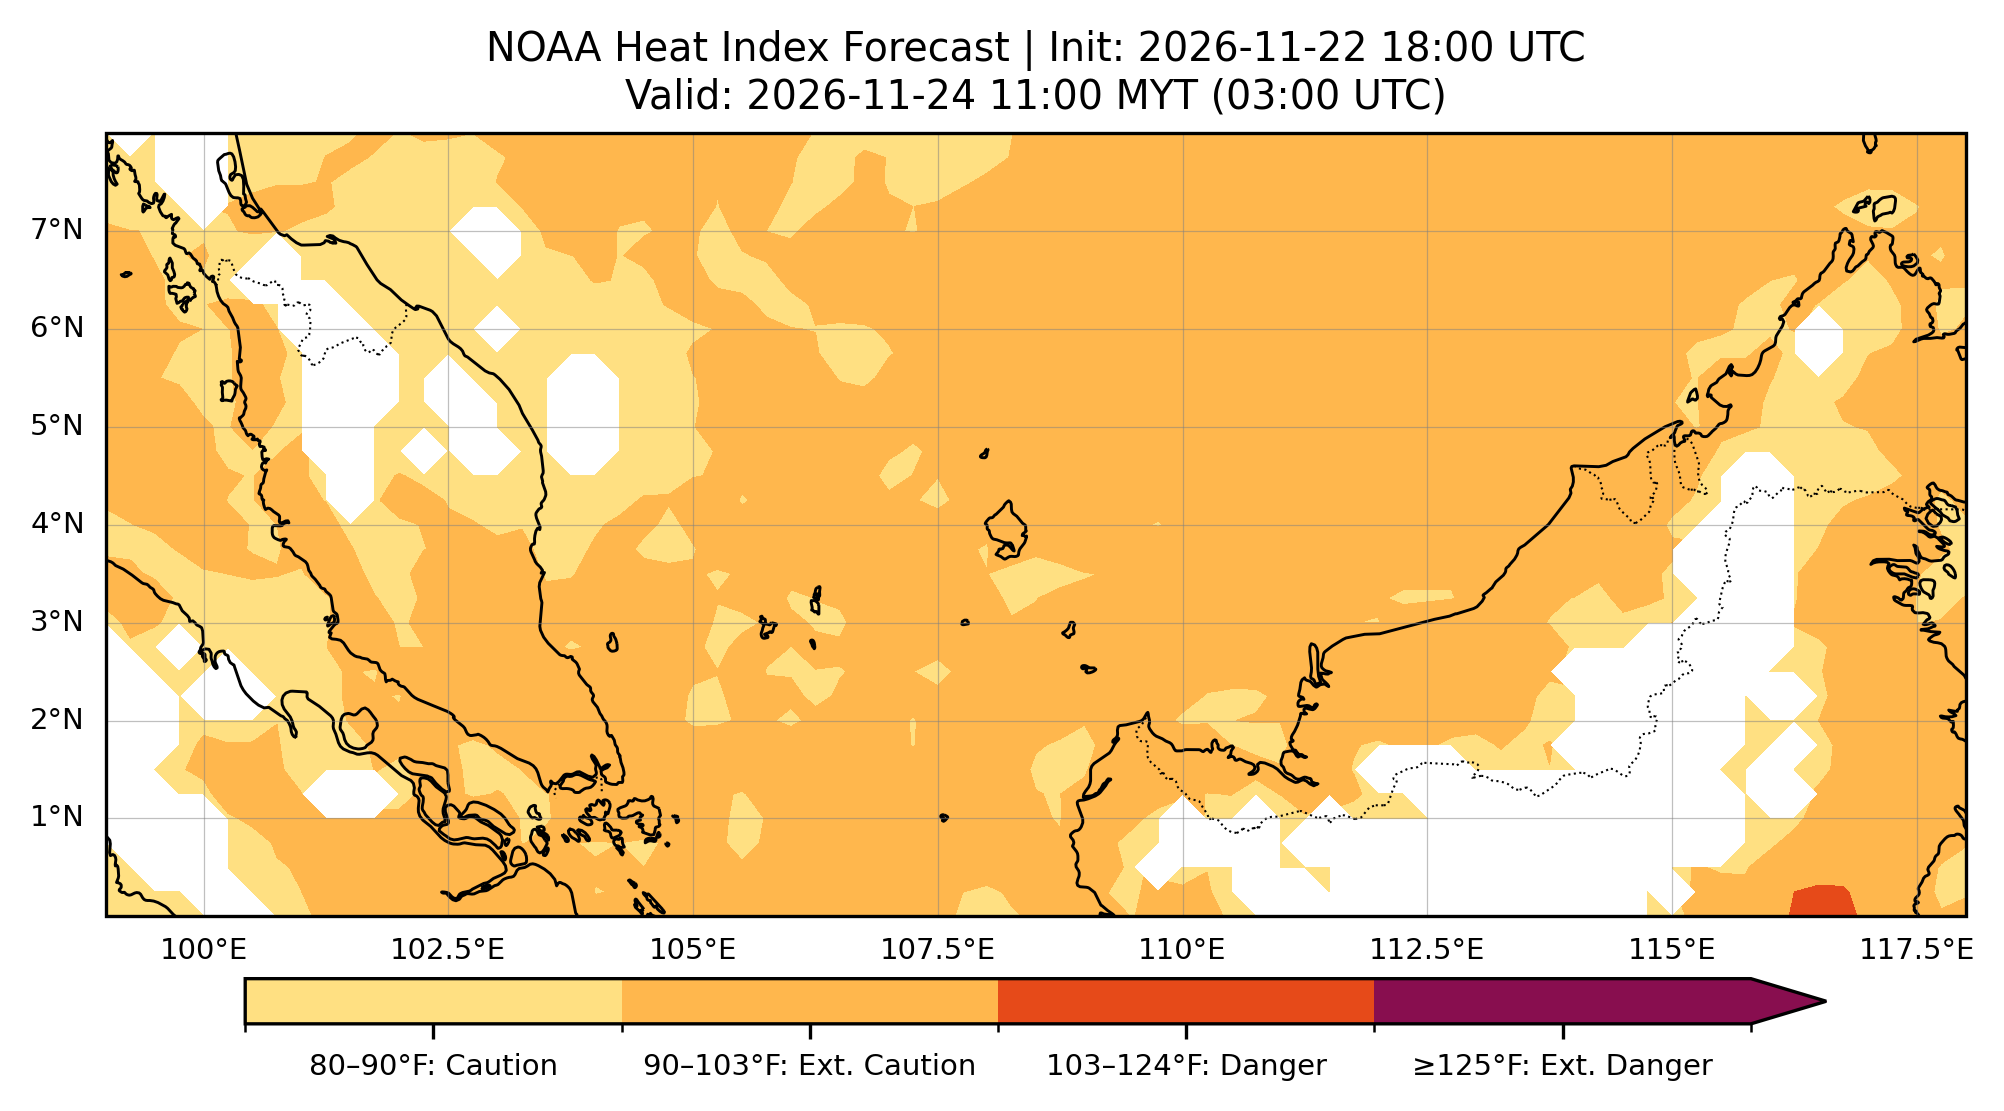 NOAA Heat Index Forecast | Init: 2026-11-22 18:00 UTC
Valid: 2026-11-24 11:00 MYT (03:00 UTC)
7°N
6°N
5°N
4°N
3°N
2°N
1°N
100°E 102.5°E 105°E 107.5°E 110°E 112.5°E 115°E 117.5°E
80–90°F: Caution 90–103°F: Ext. Caution 103–124°F: Danger ≥125°F: Ext. Danger